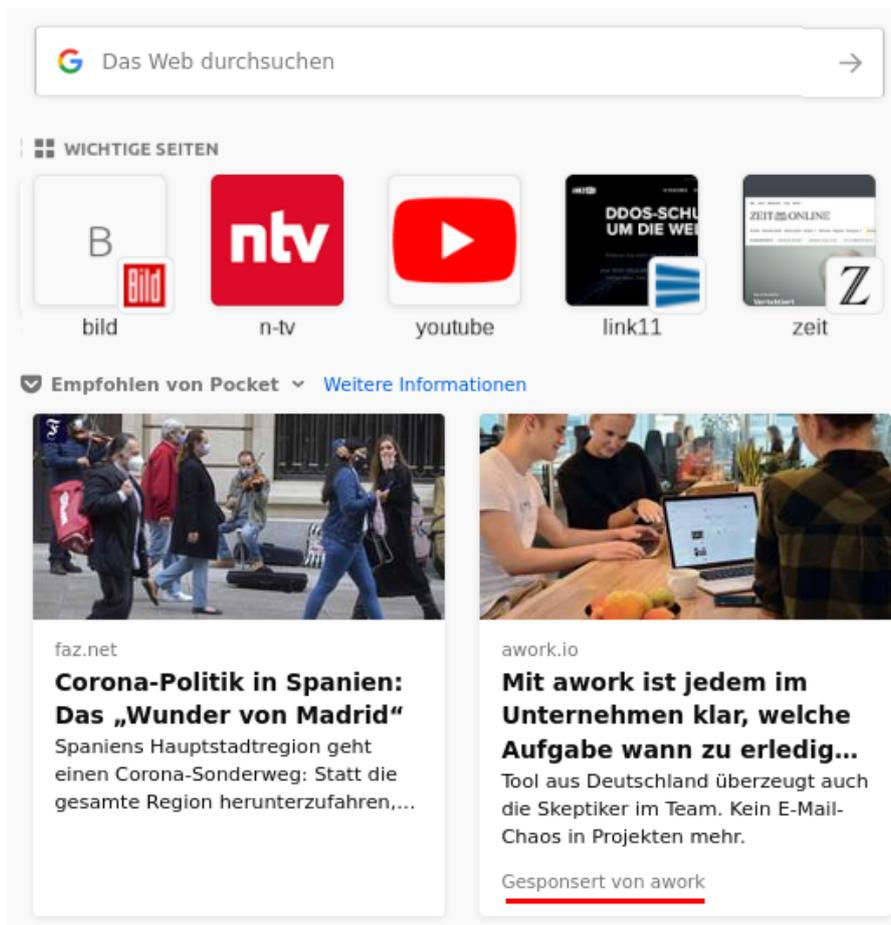 Das Web durchsuchen
WICHTIGE SEITEN
B
Bild
ntv
DDOS-SCHU
UM DIE WEL
ZEIT ONLINE
Z
bild
n-tv
youtube
link11
zeit
Empfohlen von Pocket
Weitere Informationen
faz.net
Corona-Politik in Spanien:
Das „Wunder von Madrid“
Spaniens Hauptstadtregion geht
einen Corona-Sonderweg: Statt die
gesamte Region herunterzufahren,...
awork.io
Mit awork ist jedem im
Unternehmen klar, welche
Aufgabe wann zu erledig...
Tool aus Deutschland überzeugt auch
die Skeptiker im Team. Kein E-Mail-
Chaos in Projekten mehr.
Gesponsert von awork